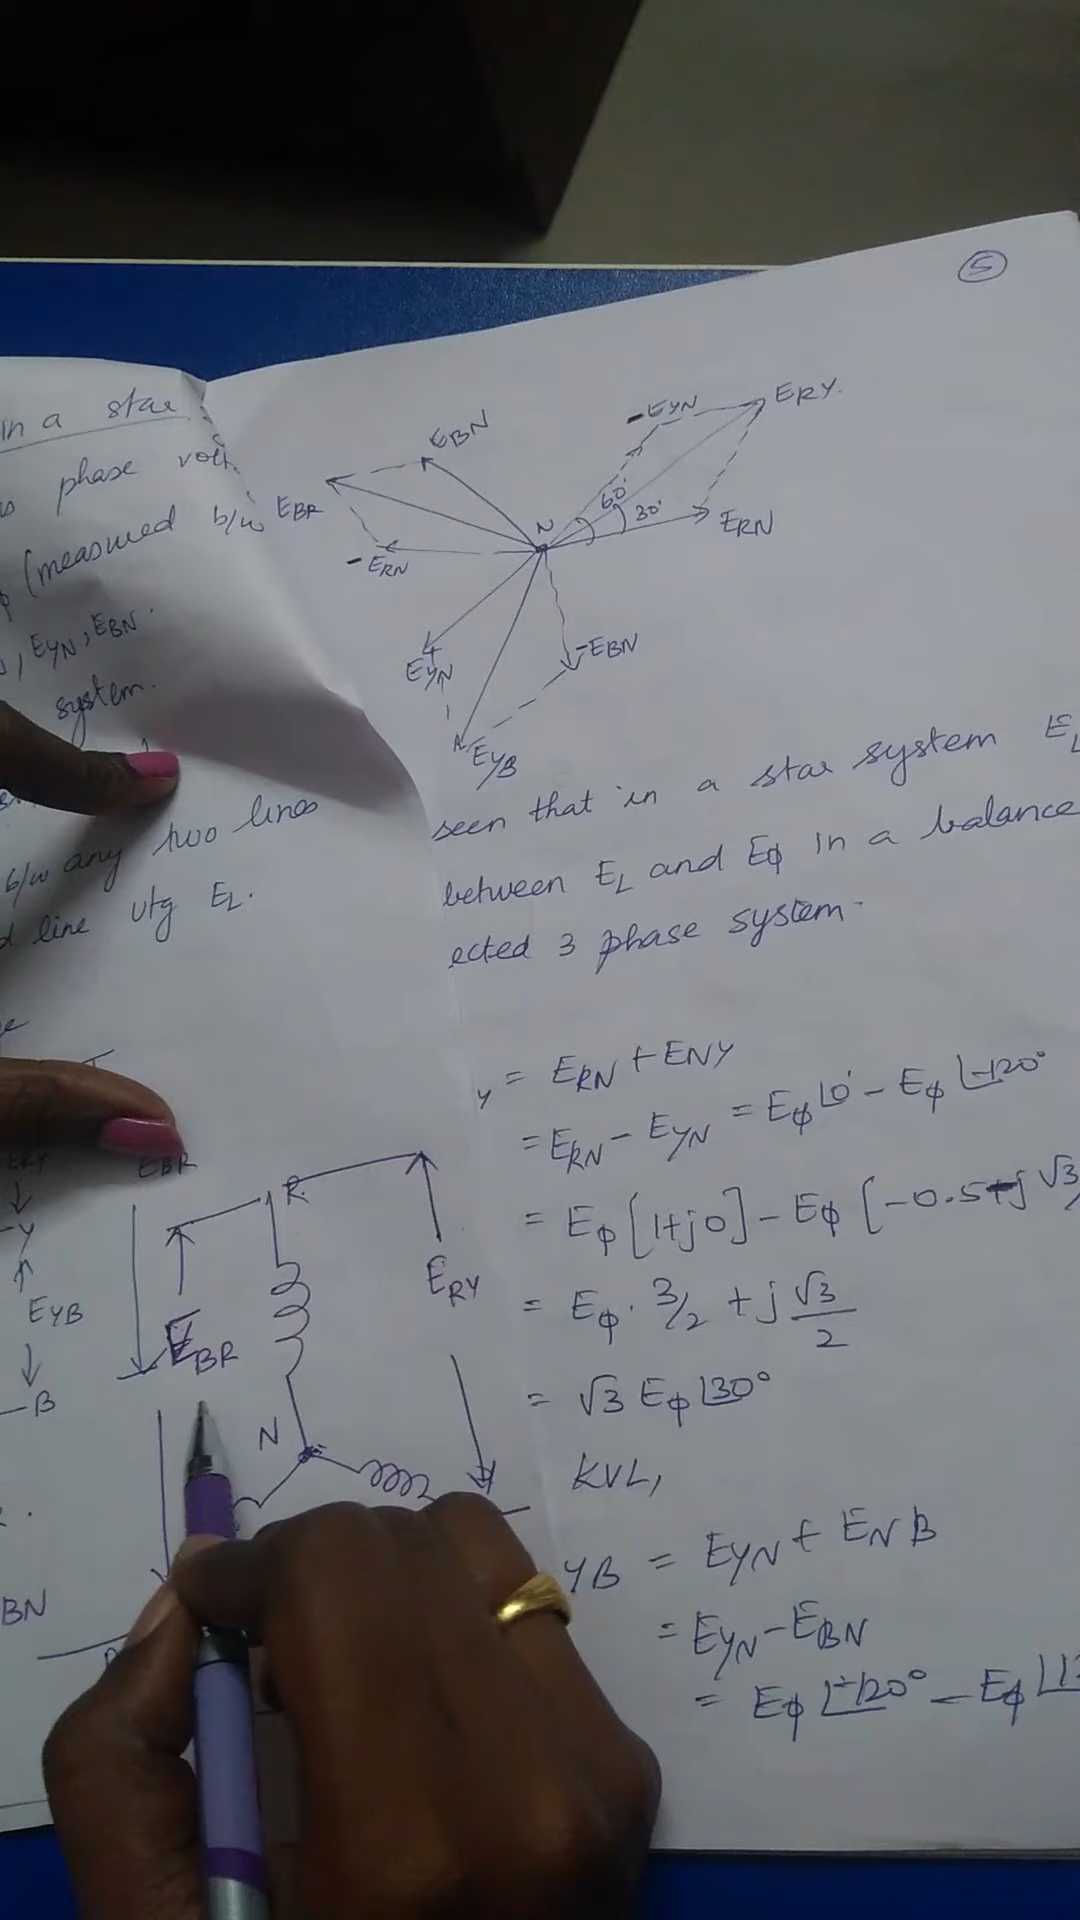 5
in a star
phase volt.
(measured b/w
EYN, EBN.
system.
b/w any two lines
line vtg EL.
EBN
EBR
-ERN
N
-EYN
ERY.
60°
30°
ERN
EYN
-EBN
EYB
seen that in a star system EL
between EL and Eϕ in a balance
ected 3 phase system.
Y = ERN + ENY
= ERN - EYN = Eϕ∠0° - Eϕ∠-120°
= Eϕ[1+j0] - Eϕ[-0.5-j√3/
= Eϕ. 3/2 + j √3/2
= √3 Eϕ∠30°
KVL,
YB = EYN + ENB
= EYN - EBN
= Eϕ∠-120° - Eϕ∠12
ERY
Y
EYB
B
BN
EBR
R.
EBR
ERY
N